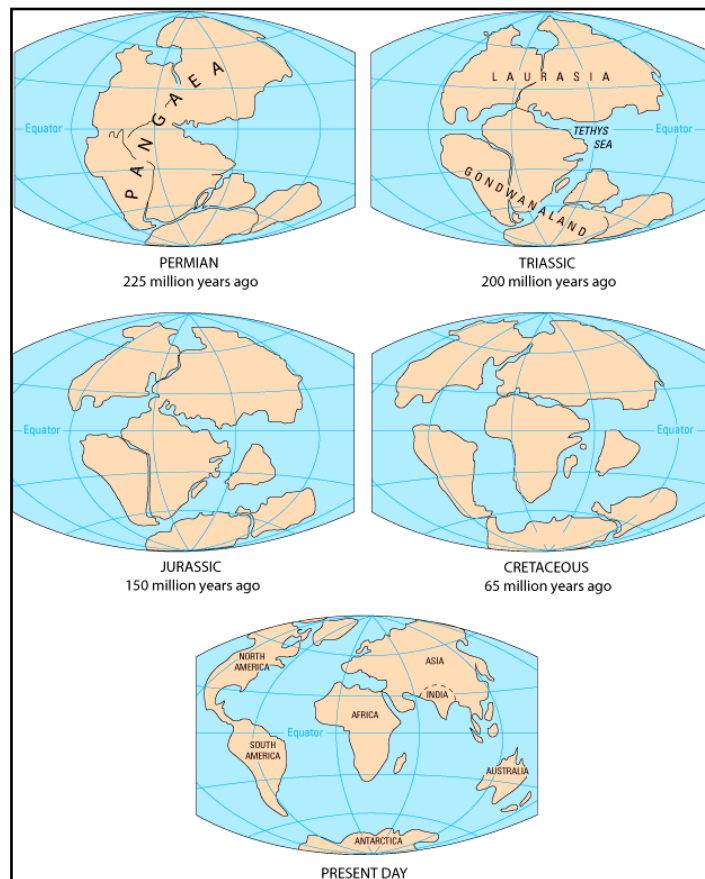 PANGAEA
Equator
PERMIAN
225 million years ago
LAURASIA
TETHYS
SEA
Equator
GONDWANALAND
TRIASSIC
200 million years ago
Equator
JURASSIC
150 million years ago
Equator
CRETACEOUS
65 million years ago
NORTH
AMERICA
ASIA
INDIA
AFRICA
Equator
SOUTH
AMERICA
AUSTRALIA
ANTARCTICA
PRESENT DAY